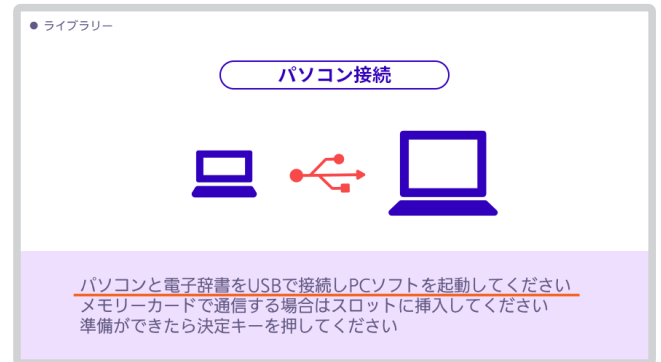 ● ライブラリー
パソコン接続
パソコンと電子辞書をUSBで接続しPCソフトを起動してください
メモリーカードで通信する場合はスロットに挿入してください
準備ができたら決定キーを押してください